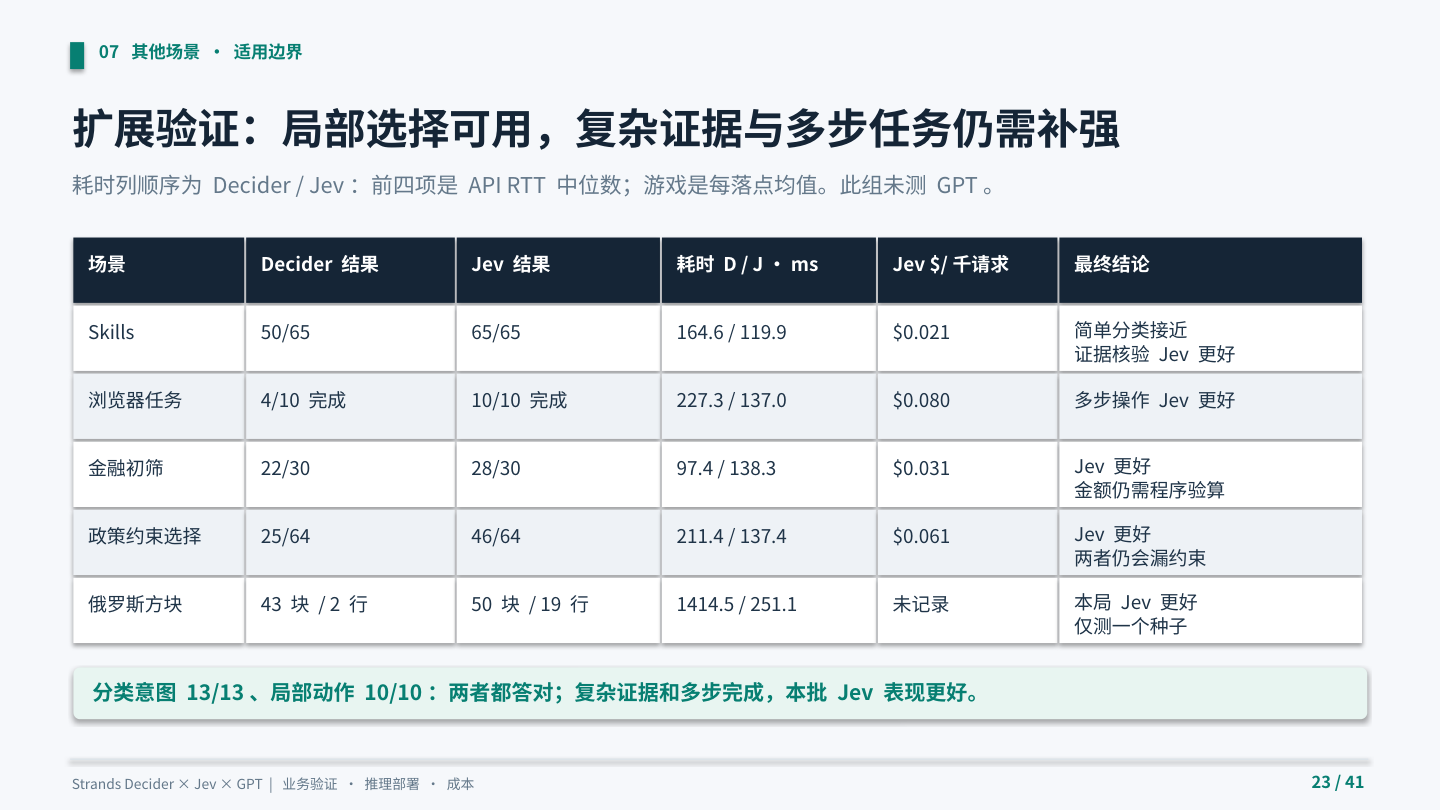 07 其他场景 · 适用边界
扩展验证：局部选择可用，复杂证据与多步任务仍需补强
耗时列顺序为 Decider / Jev：前四项是 API RTT 中位数；游戏是每落点均值。此组未测 GPT。
场景 Decider 结果 Jev 结果 耗时 D / J · ms Jev $/ 千请求 最终结论
Skills 50/65 65/65 164.6 / 119.9 $0.021 简单分类接近
证据核验 Jev 更好
浏览器任务 4/10 完成 10/10 完成 227.3 / 137.0 $0.080 多步操作 Jev 更好
金融初筛 22/30 28/30 97.4 / 138.3 $0.031 Jev 更好
金额仍需程序验算
政策约束选择 25/64 46/64 211.4 / 137.4 $0.061 Jev 更好
两者仍会漏约束
俄罗斯方块 43 块 / 2 行 50 块 / 19 行 1414.5 / 251.1 未记录 本局 Jev 更好
仅测一个种子
分类意图 13/13、局部动作 10/10：两者都答对；复杂证据和多步完成，本批 Jev 表现更好。
Strands Decider × Jev × GPT | 业务验证 · 推理部署 · 成本
23 / 41